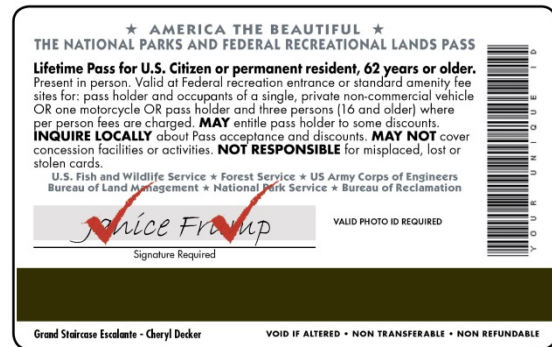 ★ AMERICA THE BEAUTIFUL ★
THE NATIONAL PARKS AND FEDERAL RECREATIONAL LANDS PASS
Lifetime Pass for U.S. Citizen or permanent resident, 62 years or older.
Present in person. Valid at Federal recreation entrance or standard amenity fee
sites for: pass holder and occupants of a single, private non-commercial vehicle
OR one motorcycle OR pass holder and three persons (16 and older) where
per person fees are charged. MAY entitle pass holder to some discounts.
INQUIRE LOCALLY about Pass acceptance and discounts. MAY NOT cover
concession facilities or activities. NOT RESPONSIBLE for misplaced, lost or
stolen cards.
U.S. Fish and Wildlife Service ★ Forest Service ★ US Army Corps of Engineers
Bureau of Land Management ★ National Park Service ★ Bureau of Reclamation
Janice Frump
VALID PHOTO ID REQUIRED
Signature Required
YOUR UNIQUE ID
Grand Staircase Escalante - Cheryl Decker
VOID IF ALTERED • NON TRANSFERABLE • NON REFUNDABLE